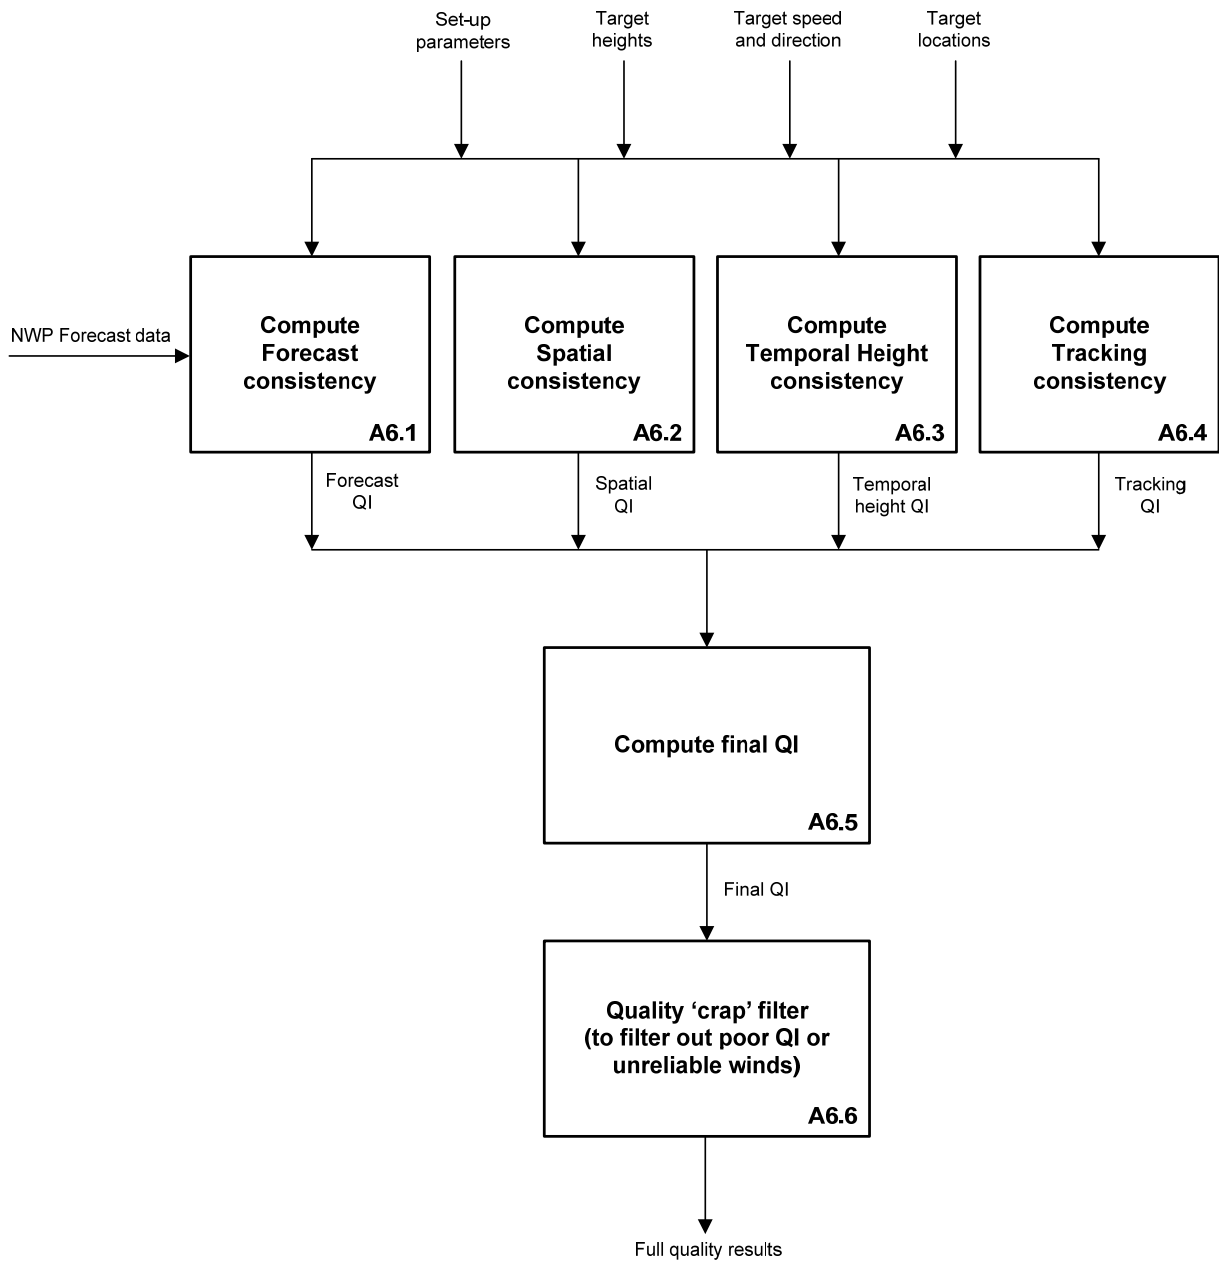 Set-up
parameters
Target
heights
Target speed
and direction
Target
locations
NWP Forecast data
Compute
Forecast
consistency
A6.1
Compute
Spatial
consistency
A6.2
Compute
Temporal Height
consistency
A6.3
Compute
Tracking
consistency
A6.4
Forecast
QI
Spatial
QI
Temporal
height QI
Tracking
QI
Compute final QI
A6.5
Final QI
Quality ‘crap’ filter
(to filter out poor QI or
unreliable winds)
A6.6
Full quality results